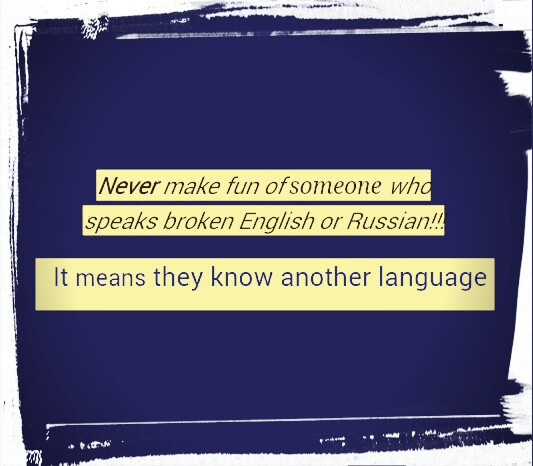 Never make fun of someone who
speaks broken English or Russian!!!
It means they know another language